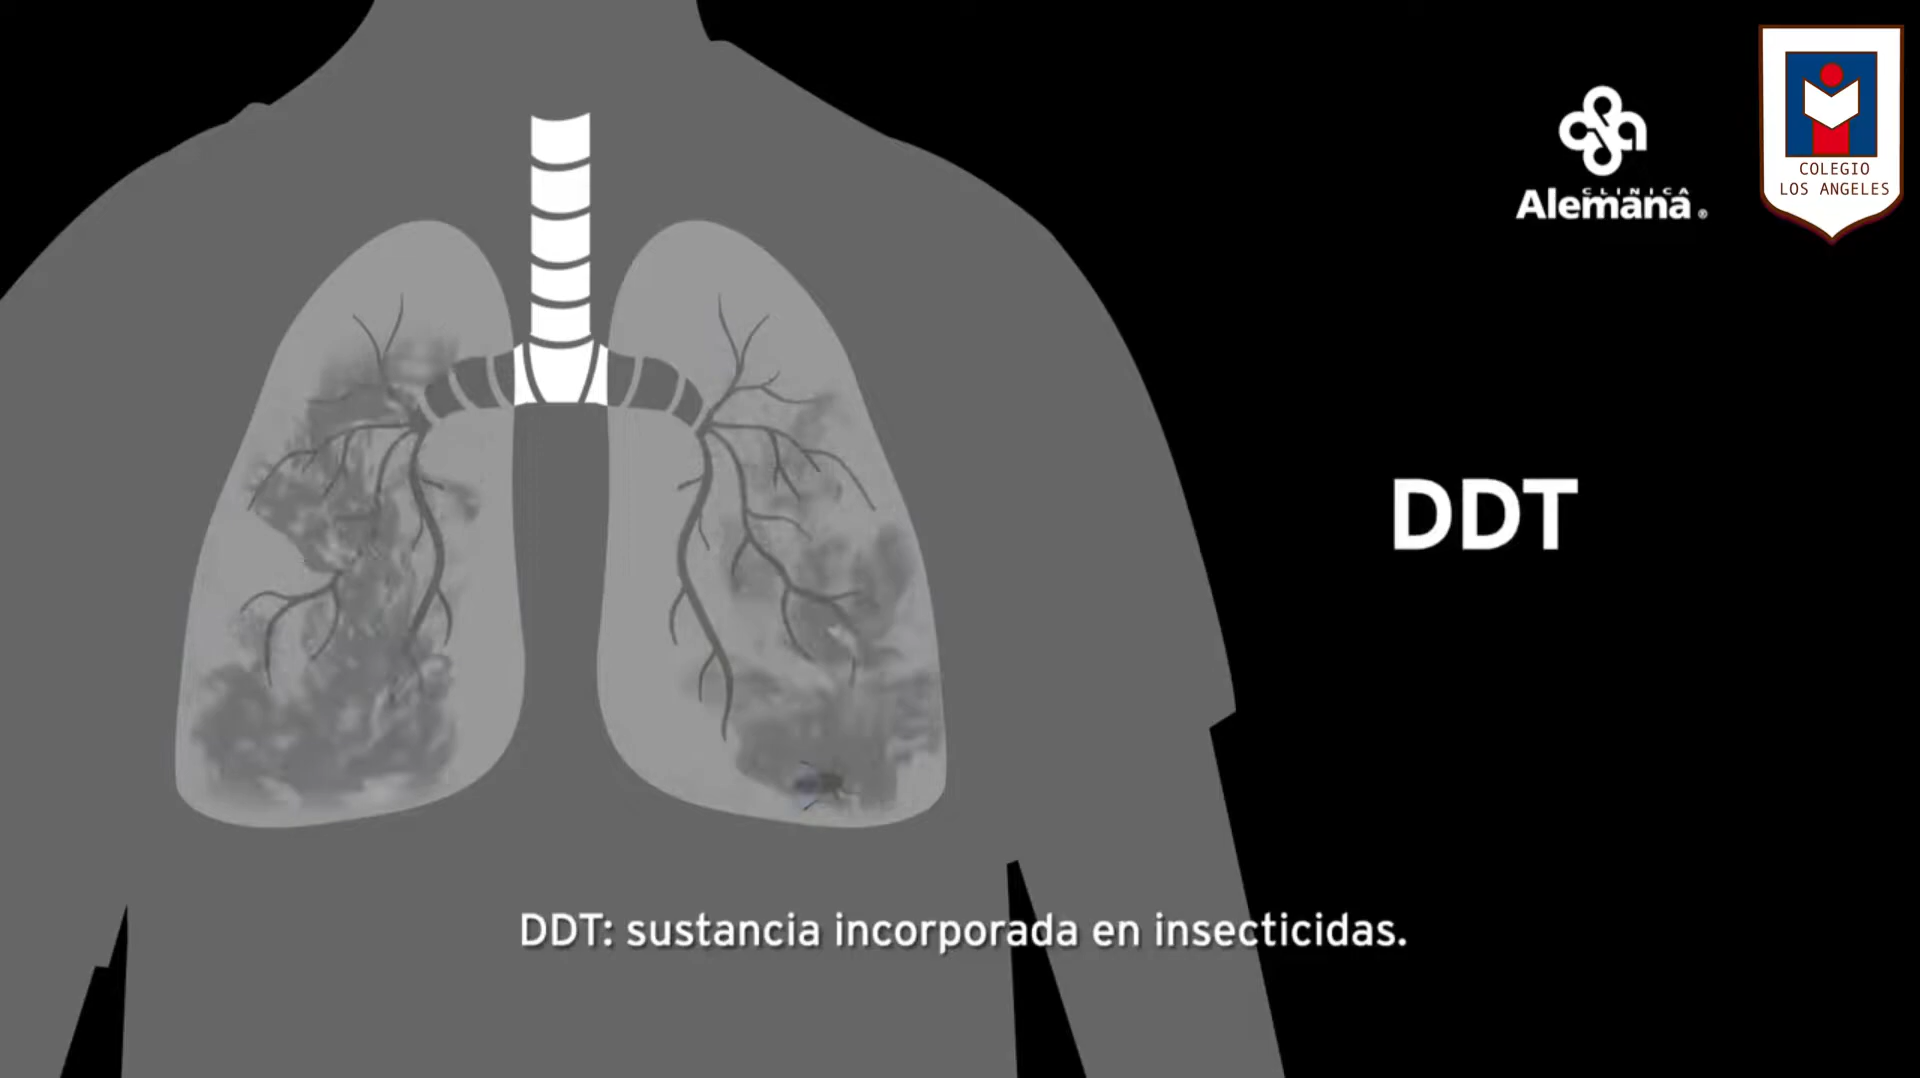 CLINICA
Alemana
COLEGIO
LOS ANGELES
DDT
DDT: sustancia incorporada en insecticidas.